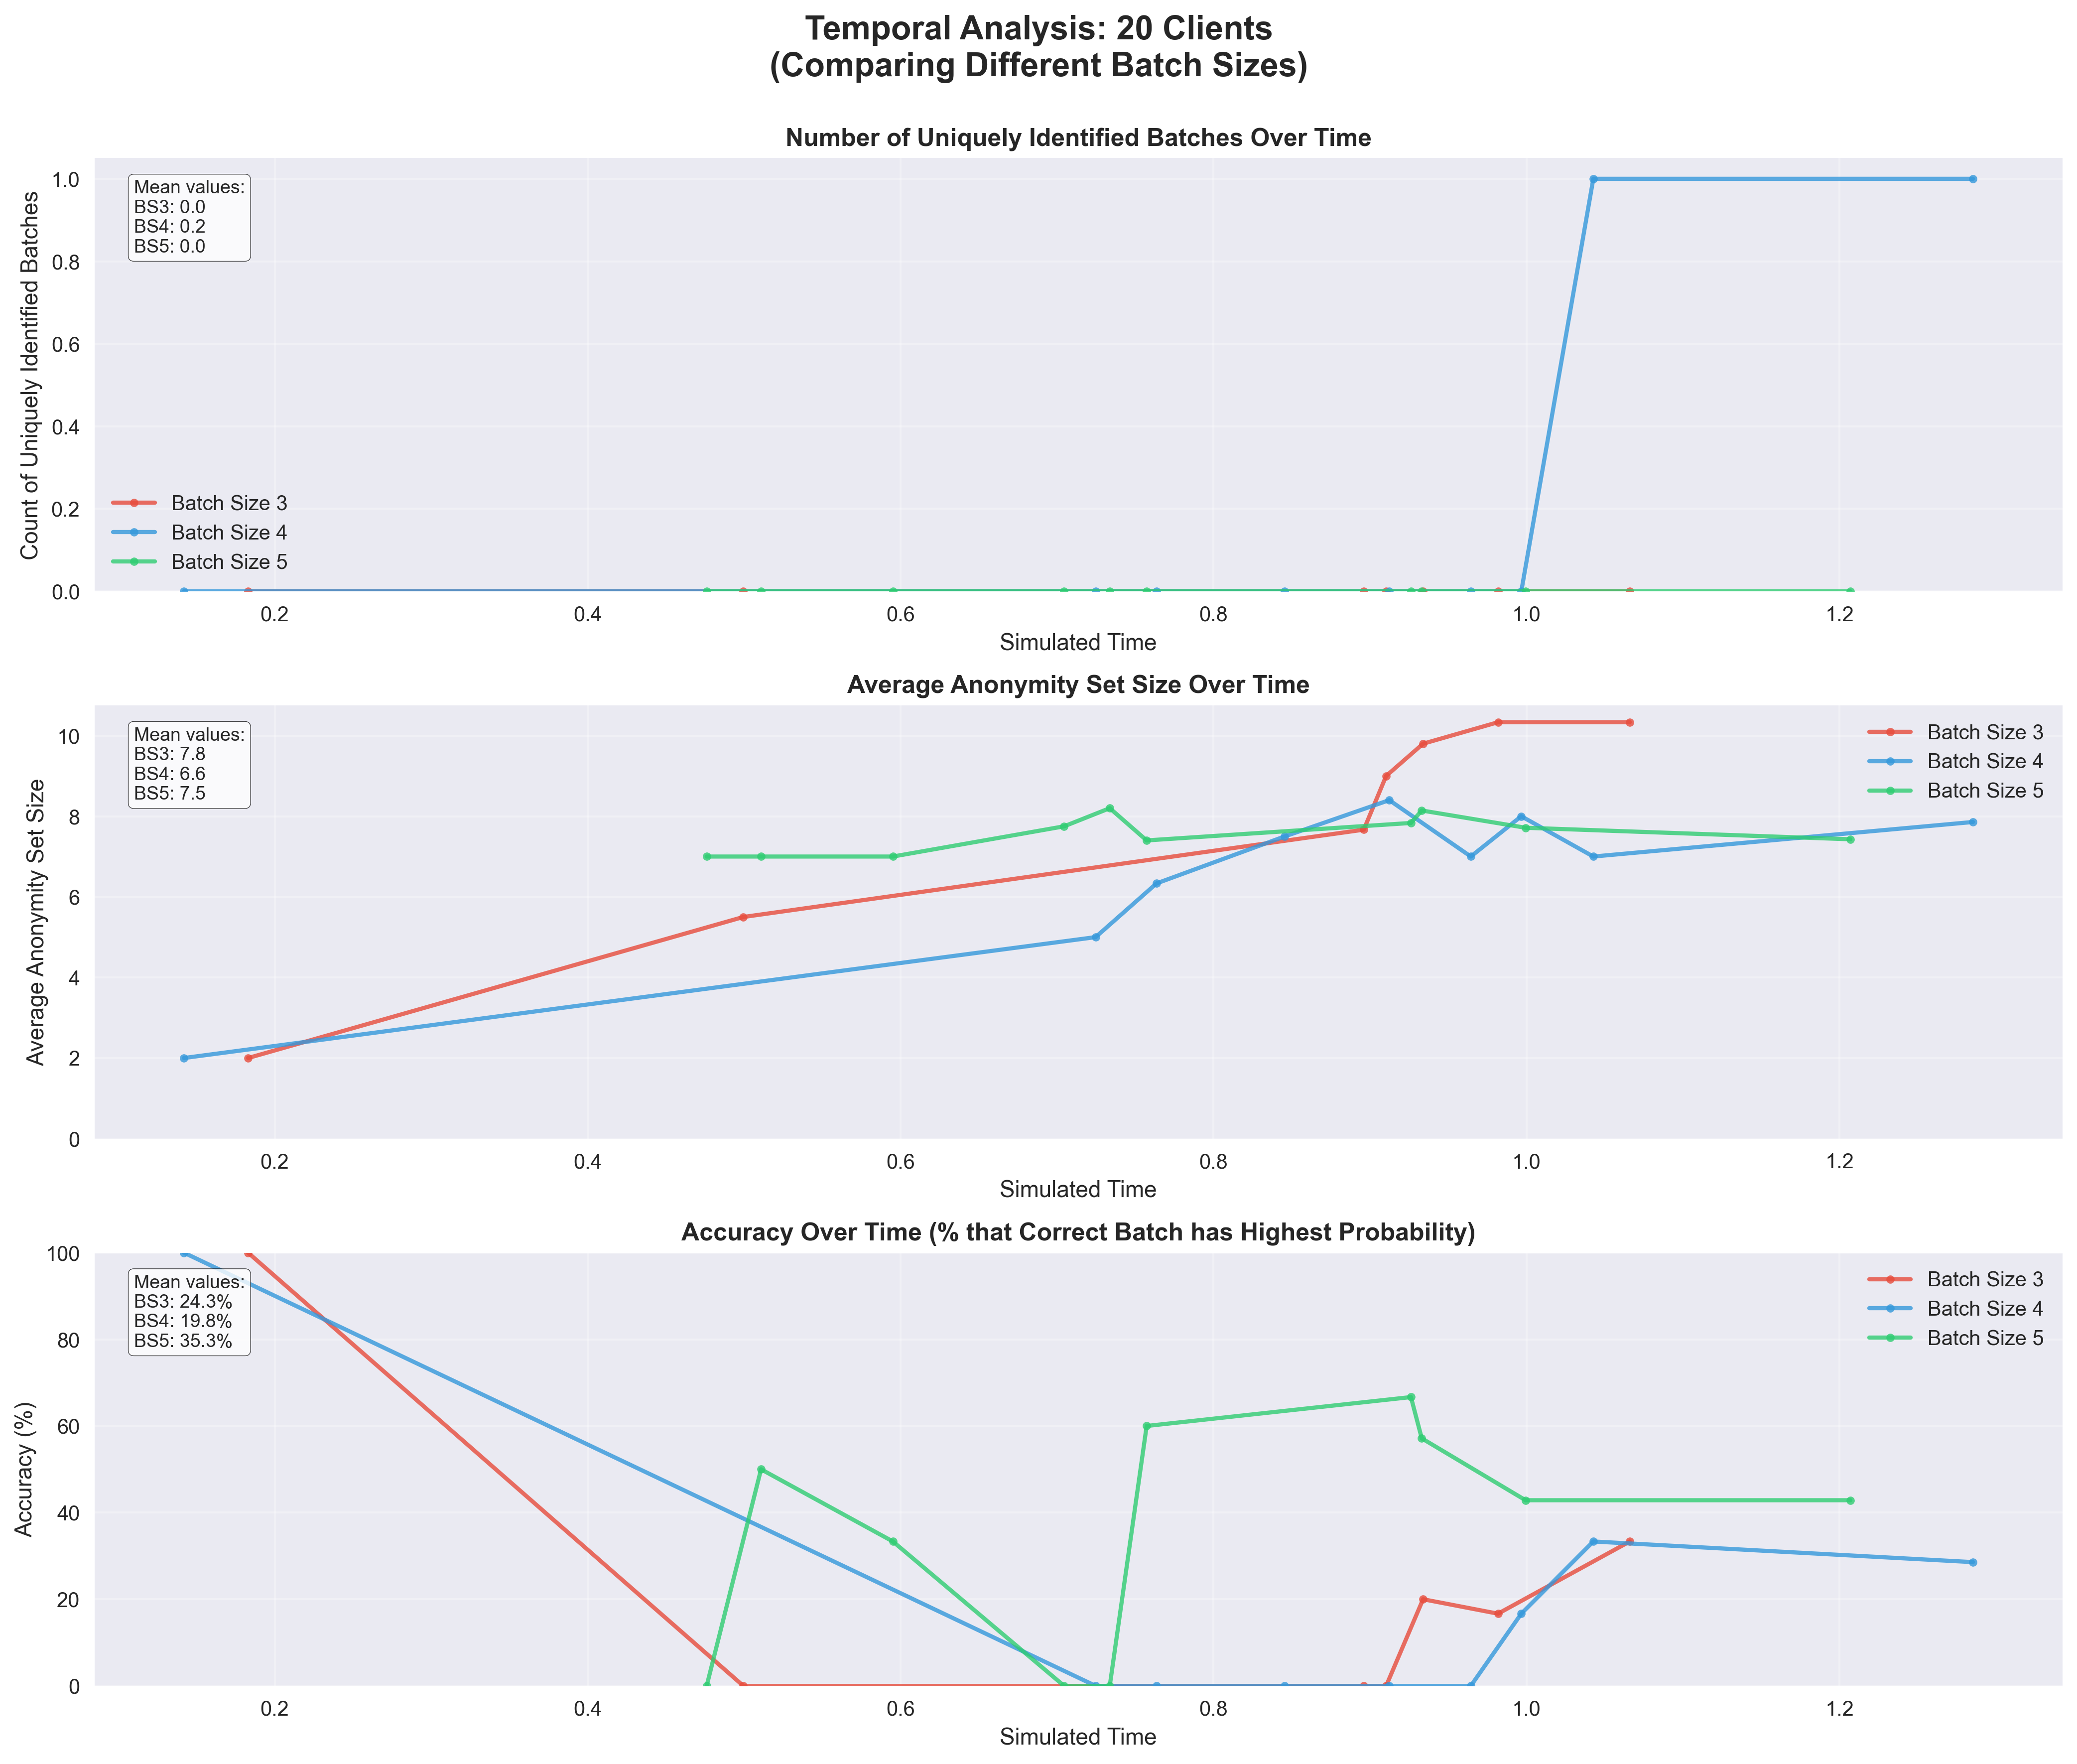 Temporal Analysis: 20 Clients
(Comparing Different Batch Sizes)
Number of Uniquely Identified Batches Over Time
Count of Uniquely Identified Batches
1.0
0.8
0.6
0.4
0.2
0.0
Mean values:
BS3: 0.0
BS4: 0.2
BS5: 0.0
Batch Size 3
Batch Size 4
Batch Size 5
0.2 0.4 0.6 0.8 1.0 1.2
Simulated Time
Average Anonymity Set Size Over Time
Average Anonymity Set Size
10
8
6
4
2
0
Mean values:
BS3: 7.8
BS4: 6.6
BS5: 7.5
Batch Size 3
Batch Size 4
Batch Size 5
0.2 0.4 0.6 0.8 1.0 1.2
Simulated Time
Accuracy Over Time (% that Correct Batch has Highest Probability)
Accuracy (%)
100
80
60
40
20
0
Mean values:
BS3: 24.3%
BS4: 19.8%
BS5: 35.3%
Batch Size 3
Batch Size 4
Batch Size 5
0.2 0.4 0.6 0.8 1.0 1.2
Simulated Time